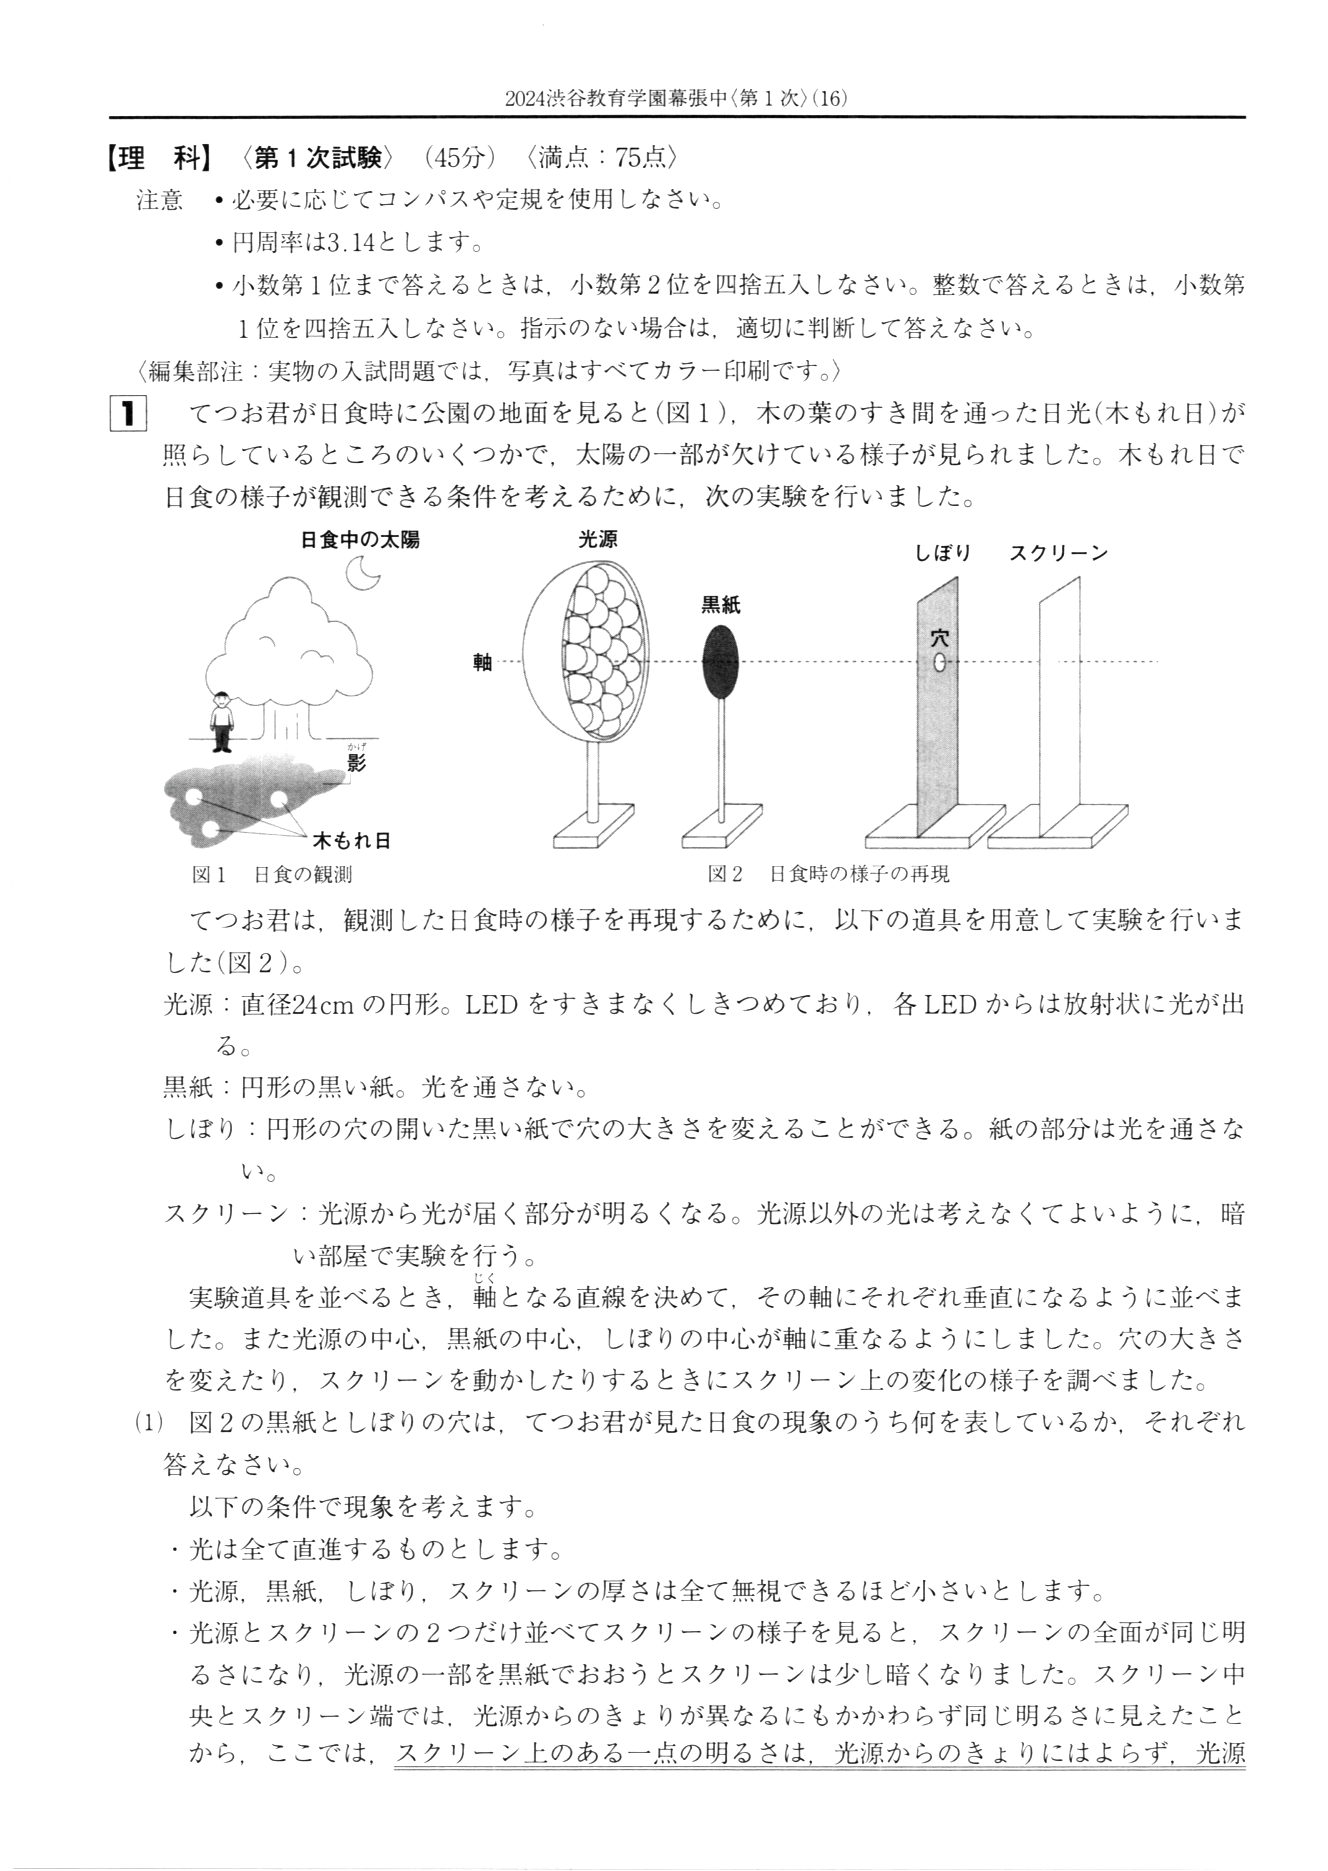 2024渋谷教育学園幕張中〈第1次〉(16)
【理 科】〈第1次試験〉(45分)〈満点:75点〉
注意 •必要に応じてコンパスや定規を使用しなさい。
•円周率は3.14とします。
•小数第1位まで答えるときは,小数第2位を四捨五入しなさい。整数で答えるときは,小数第
1位を四捨五入しなさい。指示のない場合は,適切に判断して答えなさい。
〈編集部注:実物の入試問題では,写真はすべてカラー印刷です。〉
1 てつお君が日食時に公園の地面を見ると(図1),木の葉のすき間を通った日光(木もれ日)が
照らしているところのいくつかで,太陽の一部が欠けている様子が見られました。木もれ日で
日食の様子が観測できる条件を考えるために,次の実験を行いました。
日食中の太陽
影
かげ
木もれ日
図1 日食の観測
光源
黒紙
しぼり
スクリーン
穴
軸
図2 日食時の様子の再現
てつお君は,観測した日食時の様子を再現するために,以下の道具を用意して実験を行いま
した(図2)。
光源:直径24cmの円形。LEDをすきまなくしきつめており,各LEDからは放射状に光が出
る。
黒紙:円形の黒い紙。光を通さない。
しぼり:円形の穴の開いた黒い紙で穴の大きさを変えることができる。紙の部分は光を通さな
い。
スクリーン:光源から光が届く部分が明るくなる。光源以外の光は考えなくてよいように,暗
い部屋で実験を行う。
じく
実験道具を並べるとき,軸となる直線を決めて,その軸にそれぞれ垂直になるように並べま
した。また光源の中心,黒紙の中心,しぼりの中心が軸に重なるようにしました。穴の大きさ
を変えたり,スクリーンを動かしたりするときにスクリーン上の変化の様子を調べました。
(1) 図2の黒紙としぼりの穴は,てつお君が見た日食の現象のうち何を表しているか,それぞれ
答えなさい。
以下の条件で現象を考えます。
・光は全て直進するものとします。
・光源,黒紙,しぼり,スクリーンの厚さは全て無視できるほど小さいとします。
・光源とスクリーンの2つだけ並べてスクリーンの様子を見ると,スクリーンの全面が同じ明
るさになり,光源の一部を黒紙でおおうとスクリーンは少し暗くなりました。スクリーン中
央とスクリーン端では,光源からのきょりが異なるにもかかわらず同じ明るさに見えたこと
から,ここでは,スクリーン上のある一点の明るさは,光源からのきょりにはよらず,光源